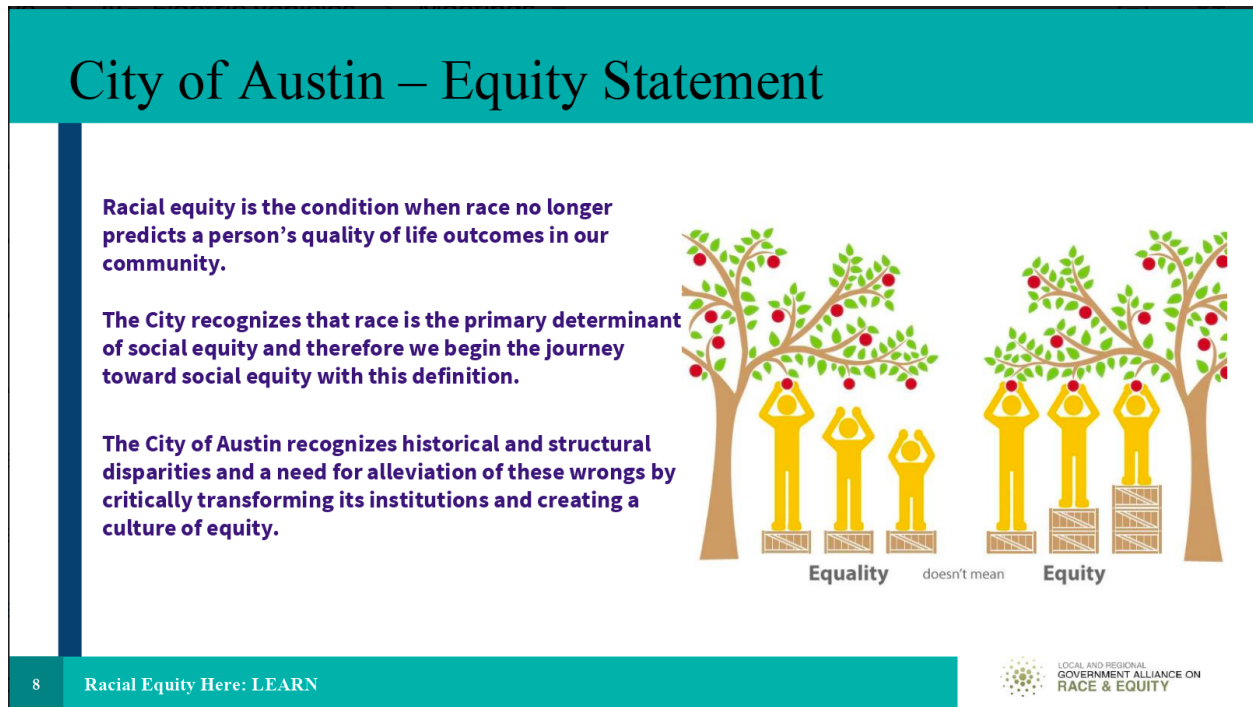 City of Austin – Equity Statement
Racial equity is the condition when race no longer
predicts a person's quality of life outcomes in our
community.
The City recognizes that race is the primary determinant
of social equity and therefore we begin the journey
toward social equity with this definition.
The City of Austin recognizes historical and structural
disparities and a need for alleviation of these wrongs by
critically transforming its institutions and creating a
culture of equity.
Equality doesn't mean Equity
8 Racial Equity Here: LEARN
LOCAL AND REGIONAL
GOVERNMENT ALLIANCE ON
RACE & EQUITY